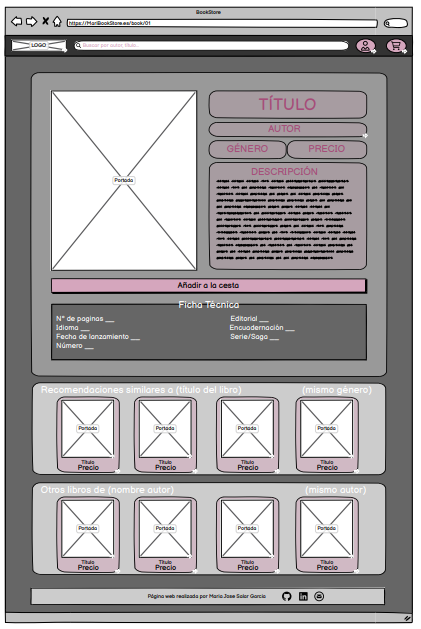 BookStore
https://MariBookStore.es/book/01
LOGO
Buscar por autor, título...
TÍTULO
AUTOR
GÉNERO
PRECIO
Portada
DESCRIPCIÓN
Añadir a la cesta
Ficha Técnica
Nº de paginas __
Editorial __
Idioma __
Encuadernación __
Fecha de lanzamiento __
Serie/Saga __
Número __
Recomendaciones similares a (título del libro)
(mismo género)
Portada
Portada
Portada
Portada
Título
Título
Título
Título
Precio
Precio
Precio
Precio
Otros libros de (nombre autor)
(mismo autor)
Portada
Portada
Portada
Portada
Título
Título
Título
Título
Precio
Precio
Precio
Precio
Página web realizada por Maria Jose Solar Garcia